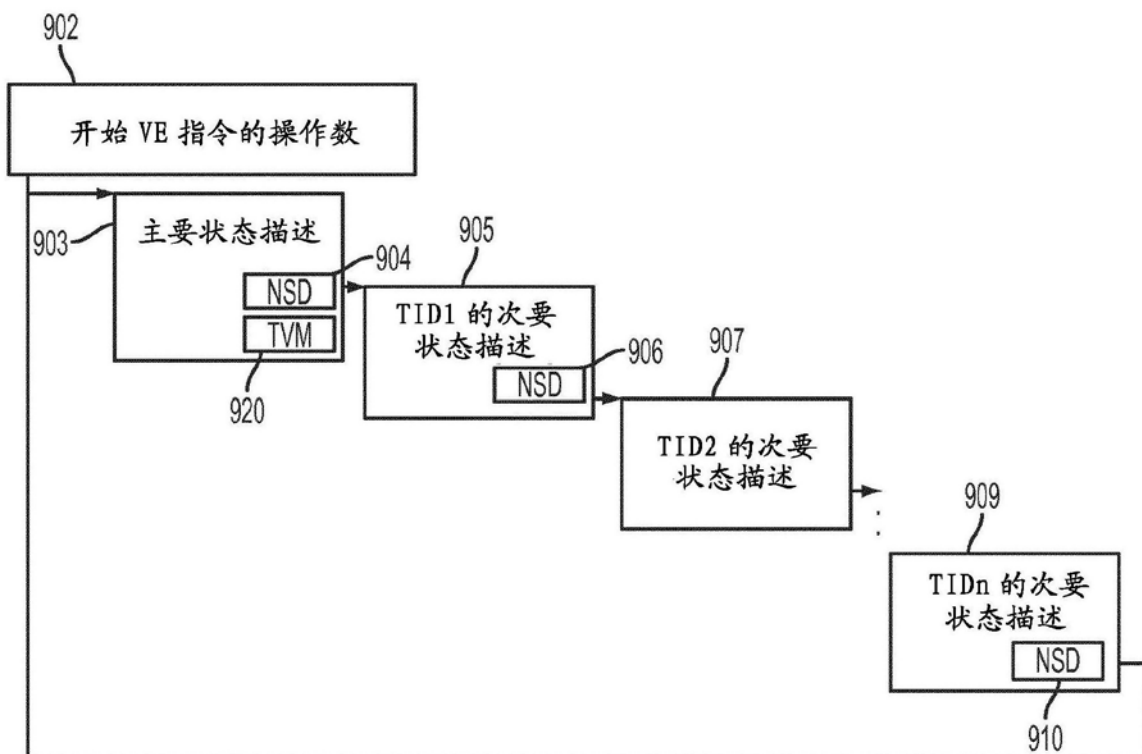 902
开始 VE 指令的操作数
903
主要状态描述
904
NSD
TVM
920
905
TID1 的次要
状态描述
906
NSD
907
TID2 的次要
状态描述
909
TIDn 的次要
状态描述
NSD
910